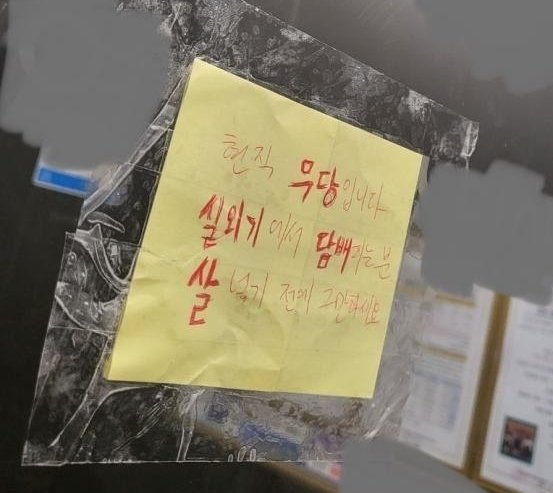 현직 무당입니다
실외기에서 담배피는 분
살 넘기 전에 그만하세요